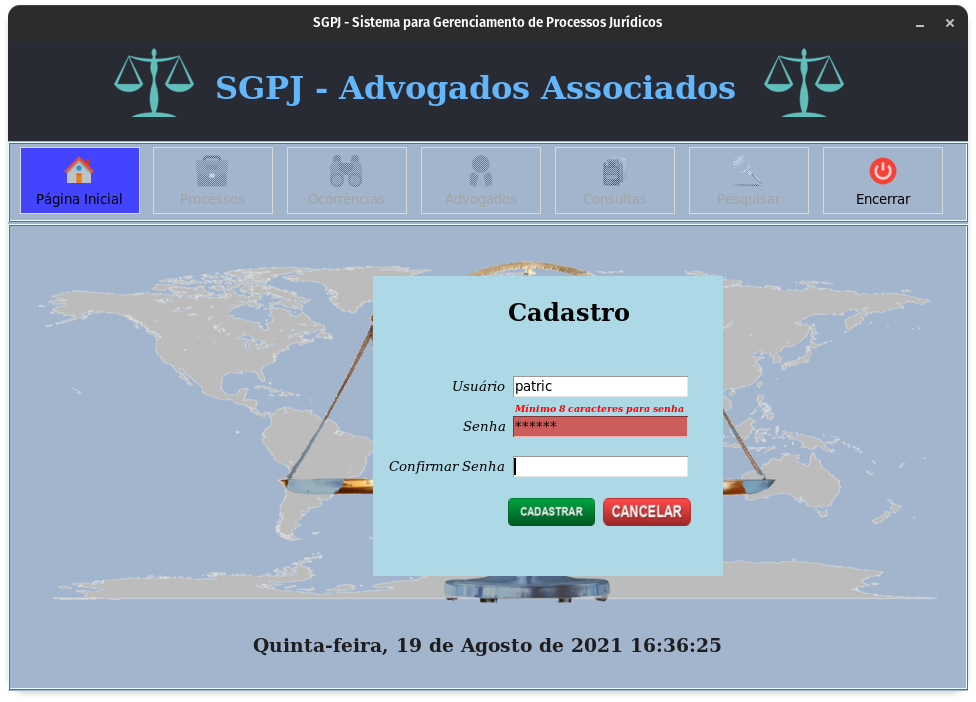 SGPJ - Sistema para Gerenciamento de Processos Jurídicos
SGPJ - Advogados Associados
Página Inicial
Processos
Ocorrências
Advogados
Consultas
Pesquisar
Encerrar
Cadastro
Usuário patric
Mínimo 8 caracteres para senha
Senha ******
Confirmar Senha
CADASTRAR CANCELAR
Quinta-feira, 19 de Agosto de 2021 16:36:25